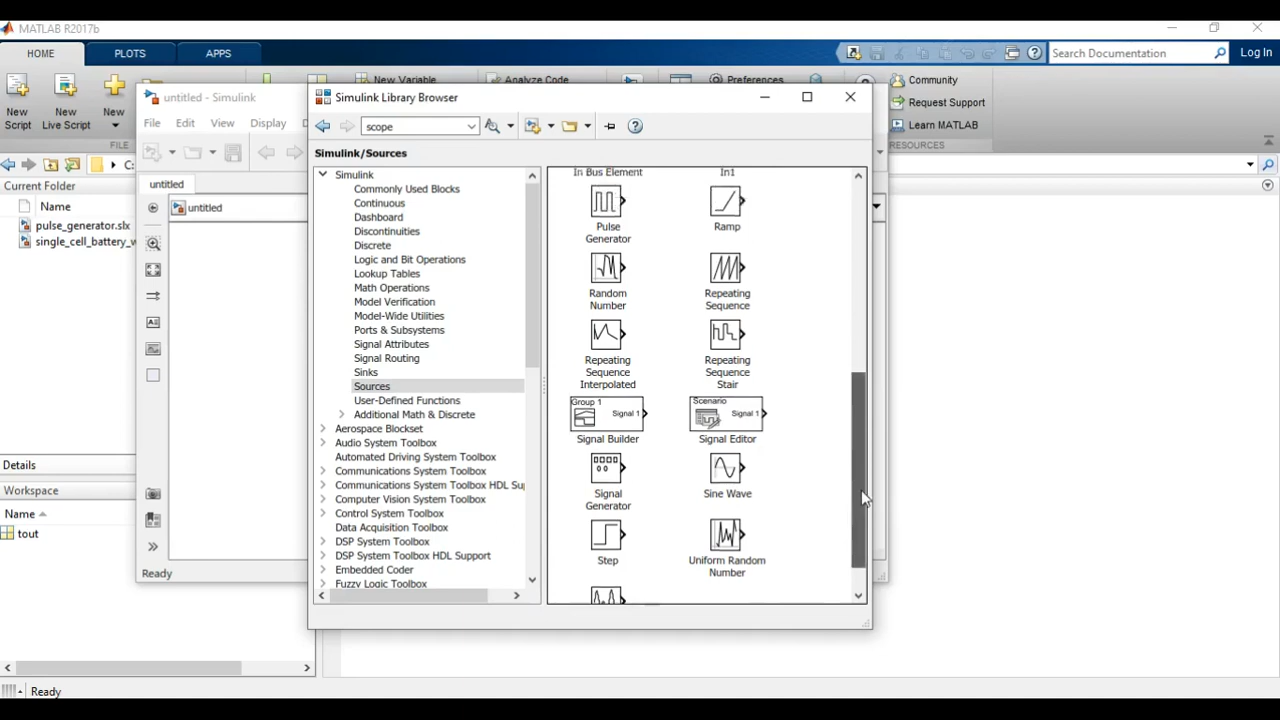 MATLAB R2017b
HOME
PLOTS
APPS
Search Documentation
Log In
New Script
New Live Script
New
New Variable
Analyze Code
Preferences
Community
Request Support
Learn MATLAB
FILE
RESOURCES
C:
Current Folder
Name
pulse_generator.slx
single_cell_battery_w
Details
Workspace
Name
tout
Ready
untitled - Simulink
File
Edit
View
Display
untitled
untitled
Ready
Simulink Library Browser
scope
Simulink/Sources
Simulink
Commonly Used Blocks
Continuous
Dashboard
Discontinuities
Discrete
Logic and Bit Operations
Lookup Tables
Math Operations
Model Verification
Model-Wide Utilities
Ports & Subsystems
Signal Attributes
Signal Routing
Sinks
Sources
User-Defined Functions
Additional Math & Discrete
Aerospace Blockset
Audio System Toolbox
Automated Driving System Toolbox
Communications System Toolbox
Communications System Toolbox HDL Su
Computer Vision System Toolbox
Control System Toolbox
Data Acquisition Toolbox
DSP System Toolbox
DSP System Toolbox HDL Support
Embedded Coder
Fuzzy Logic Toolbox
In Bus Element
In1
Pulse
Generator
Ramp
Random
Number
Repeating
Sequence
Repeating
Sequence
Interpolated
Repeating
Sequence
Stair
Group 1
Signal 1
Signal Builder
Scenario
Signal 1
Signal Editor
Signal
Generator
Sine Wave
Step
Uniform Random
Number